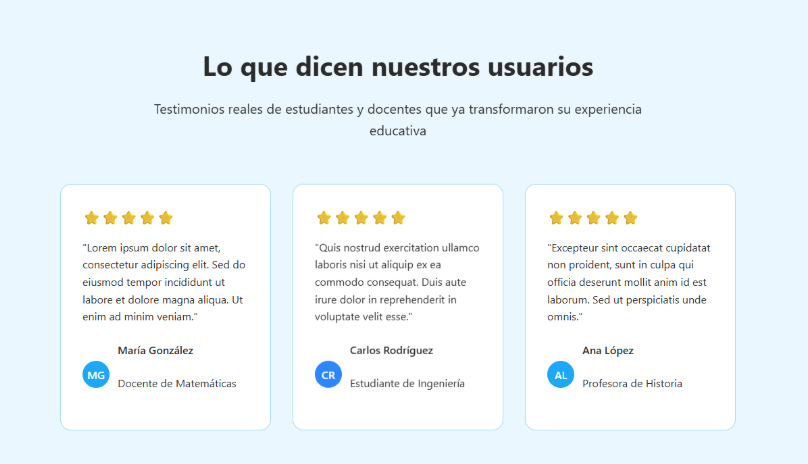 Lo que dicen nuestros usuarios
Testimonios reales de estudiantes y docentes que ya transformaron su experiencia
educativa
"Lorem ipsum dolor sit amet,
consectetur adipiscing elit. Sed do
eiusmod tempor incididunt ut
labore et dolore magna aliqua. Ut
enim ad minim veniam."
María González
MG
Docente de Matemáticas
"Quis nostrud exercitation ullamco
laboris nisi ut aliquip ex ea
commodo consequat. Duis aute
irure dolor in reprehenderit in
voluptate velit esse."
Carlos Rodríguez
CR
Estudiante de Ingeniería
"Excepteur sint occaecat cupidatat
non proident, sunt in culpa qui
officia deserunt mollit anim id est
laborum. Sed ut perspiciatis unde
omnis."
Ana López
AL
Profesora de Historia